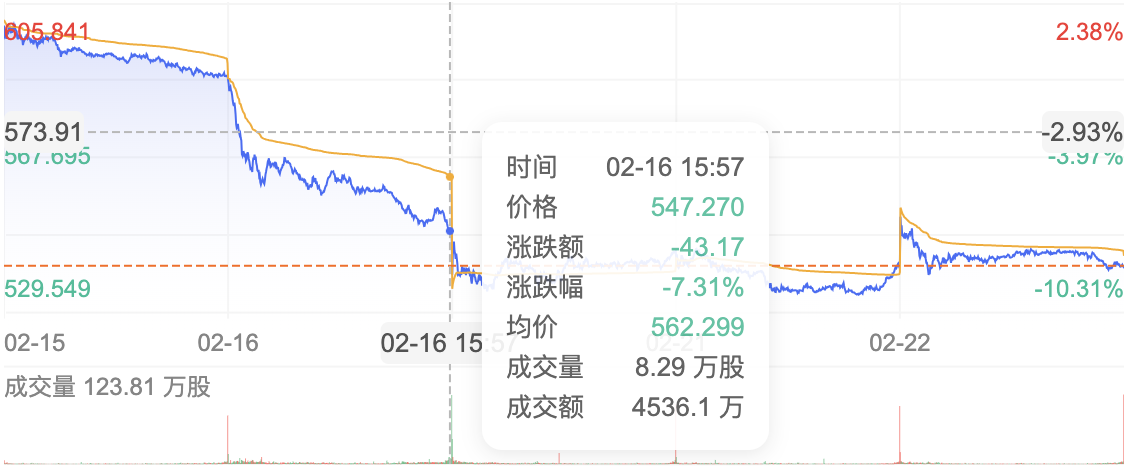 605.841
2.38%
573.91
-2.93%
567.695
-3.97%
时间 02-16 15:57
价格 547.270
涨跌额 -43.17
涨跌幅 -7.31%
均价 562.299
成交量 8.29 万股
成交额 4536.1 万
529.549
-10.31%
02-15
02-16
02-16 15:57
02-21
02-22
成交量 123.81 万股